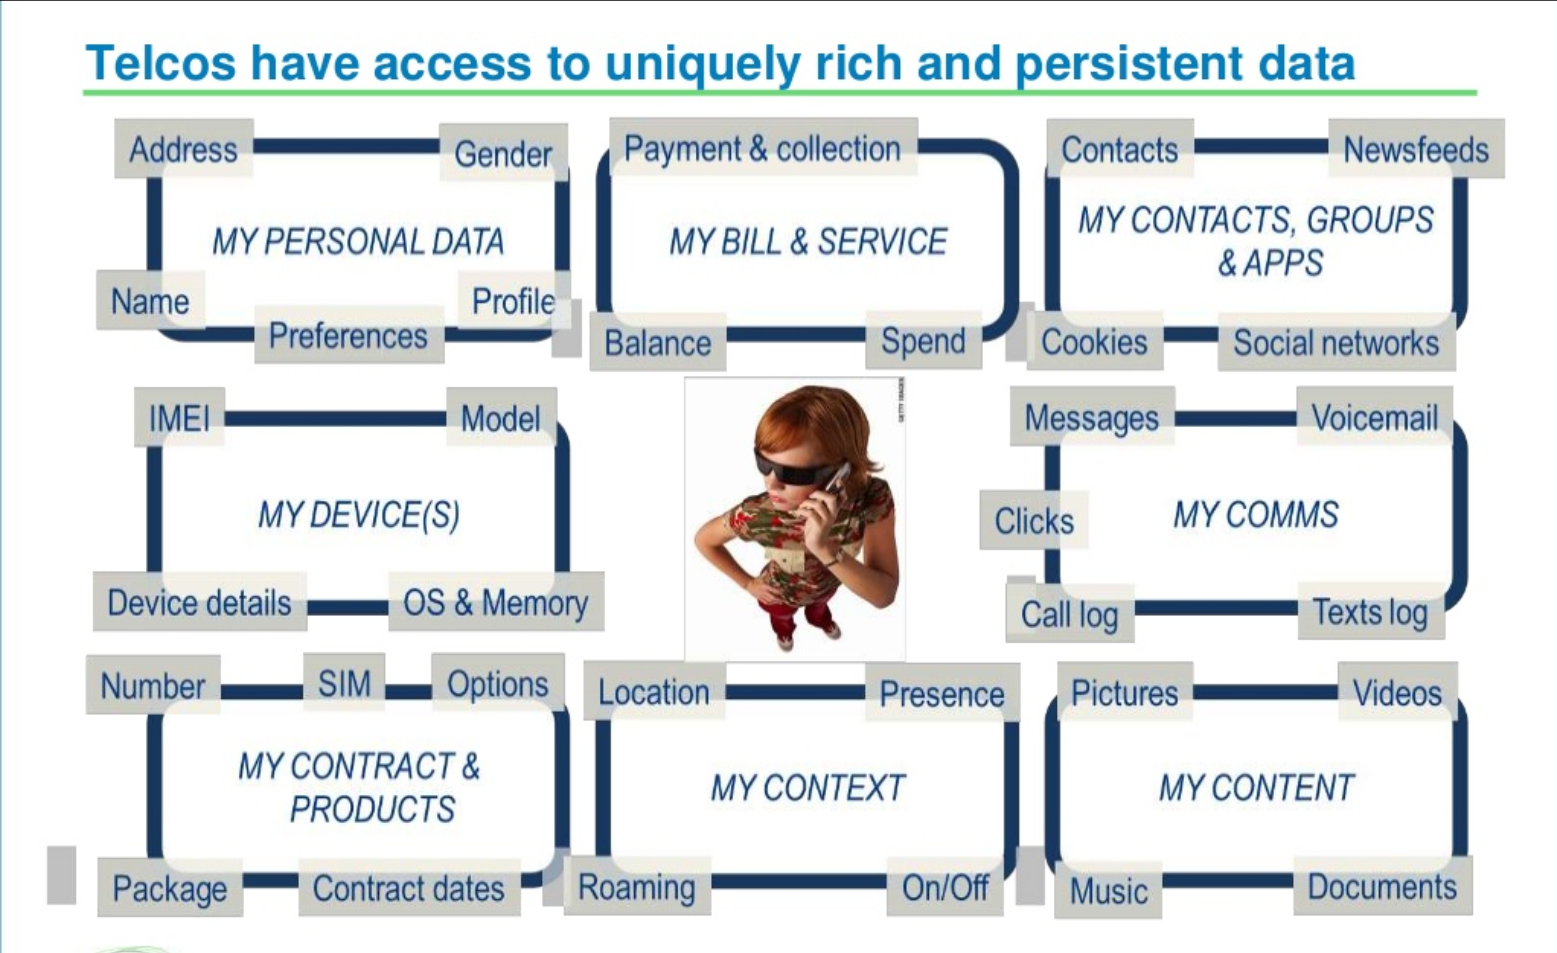 Telcos have access to uniquely rich and persistent data
Address
Gender
MY PERSONAL DATA
Name
Profile
Preferences
Payment & collection
MY BILL & SERVICE
Balance
Spend
Contacts
Newsfeeds
MY CONTACTS, GROUPS
& APPS
Cookies
Social networks
IMEI
Model
MY DEVICE(S)
Device details
OS & Memory
GETTY IMAGES
Messages
Voicemail
Clicks
MY COMMS
Call log
Texts log
Number
SIM
Options
MY CONTRACT &
PRODUCTS
Package
Contract dates
Location
Presence
MY CONTEXT
Roaming
On/Off
Pictures
Videos
MY CONTENT
Music
Documents